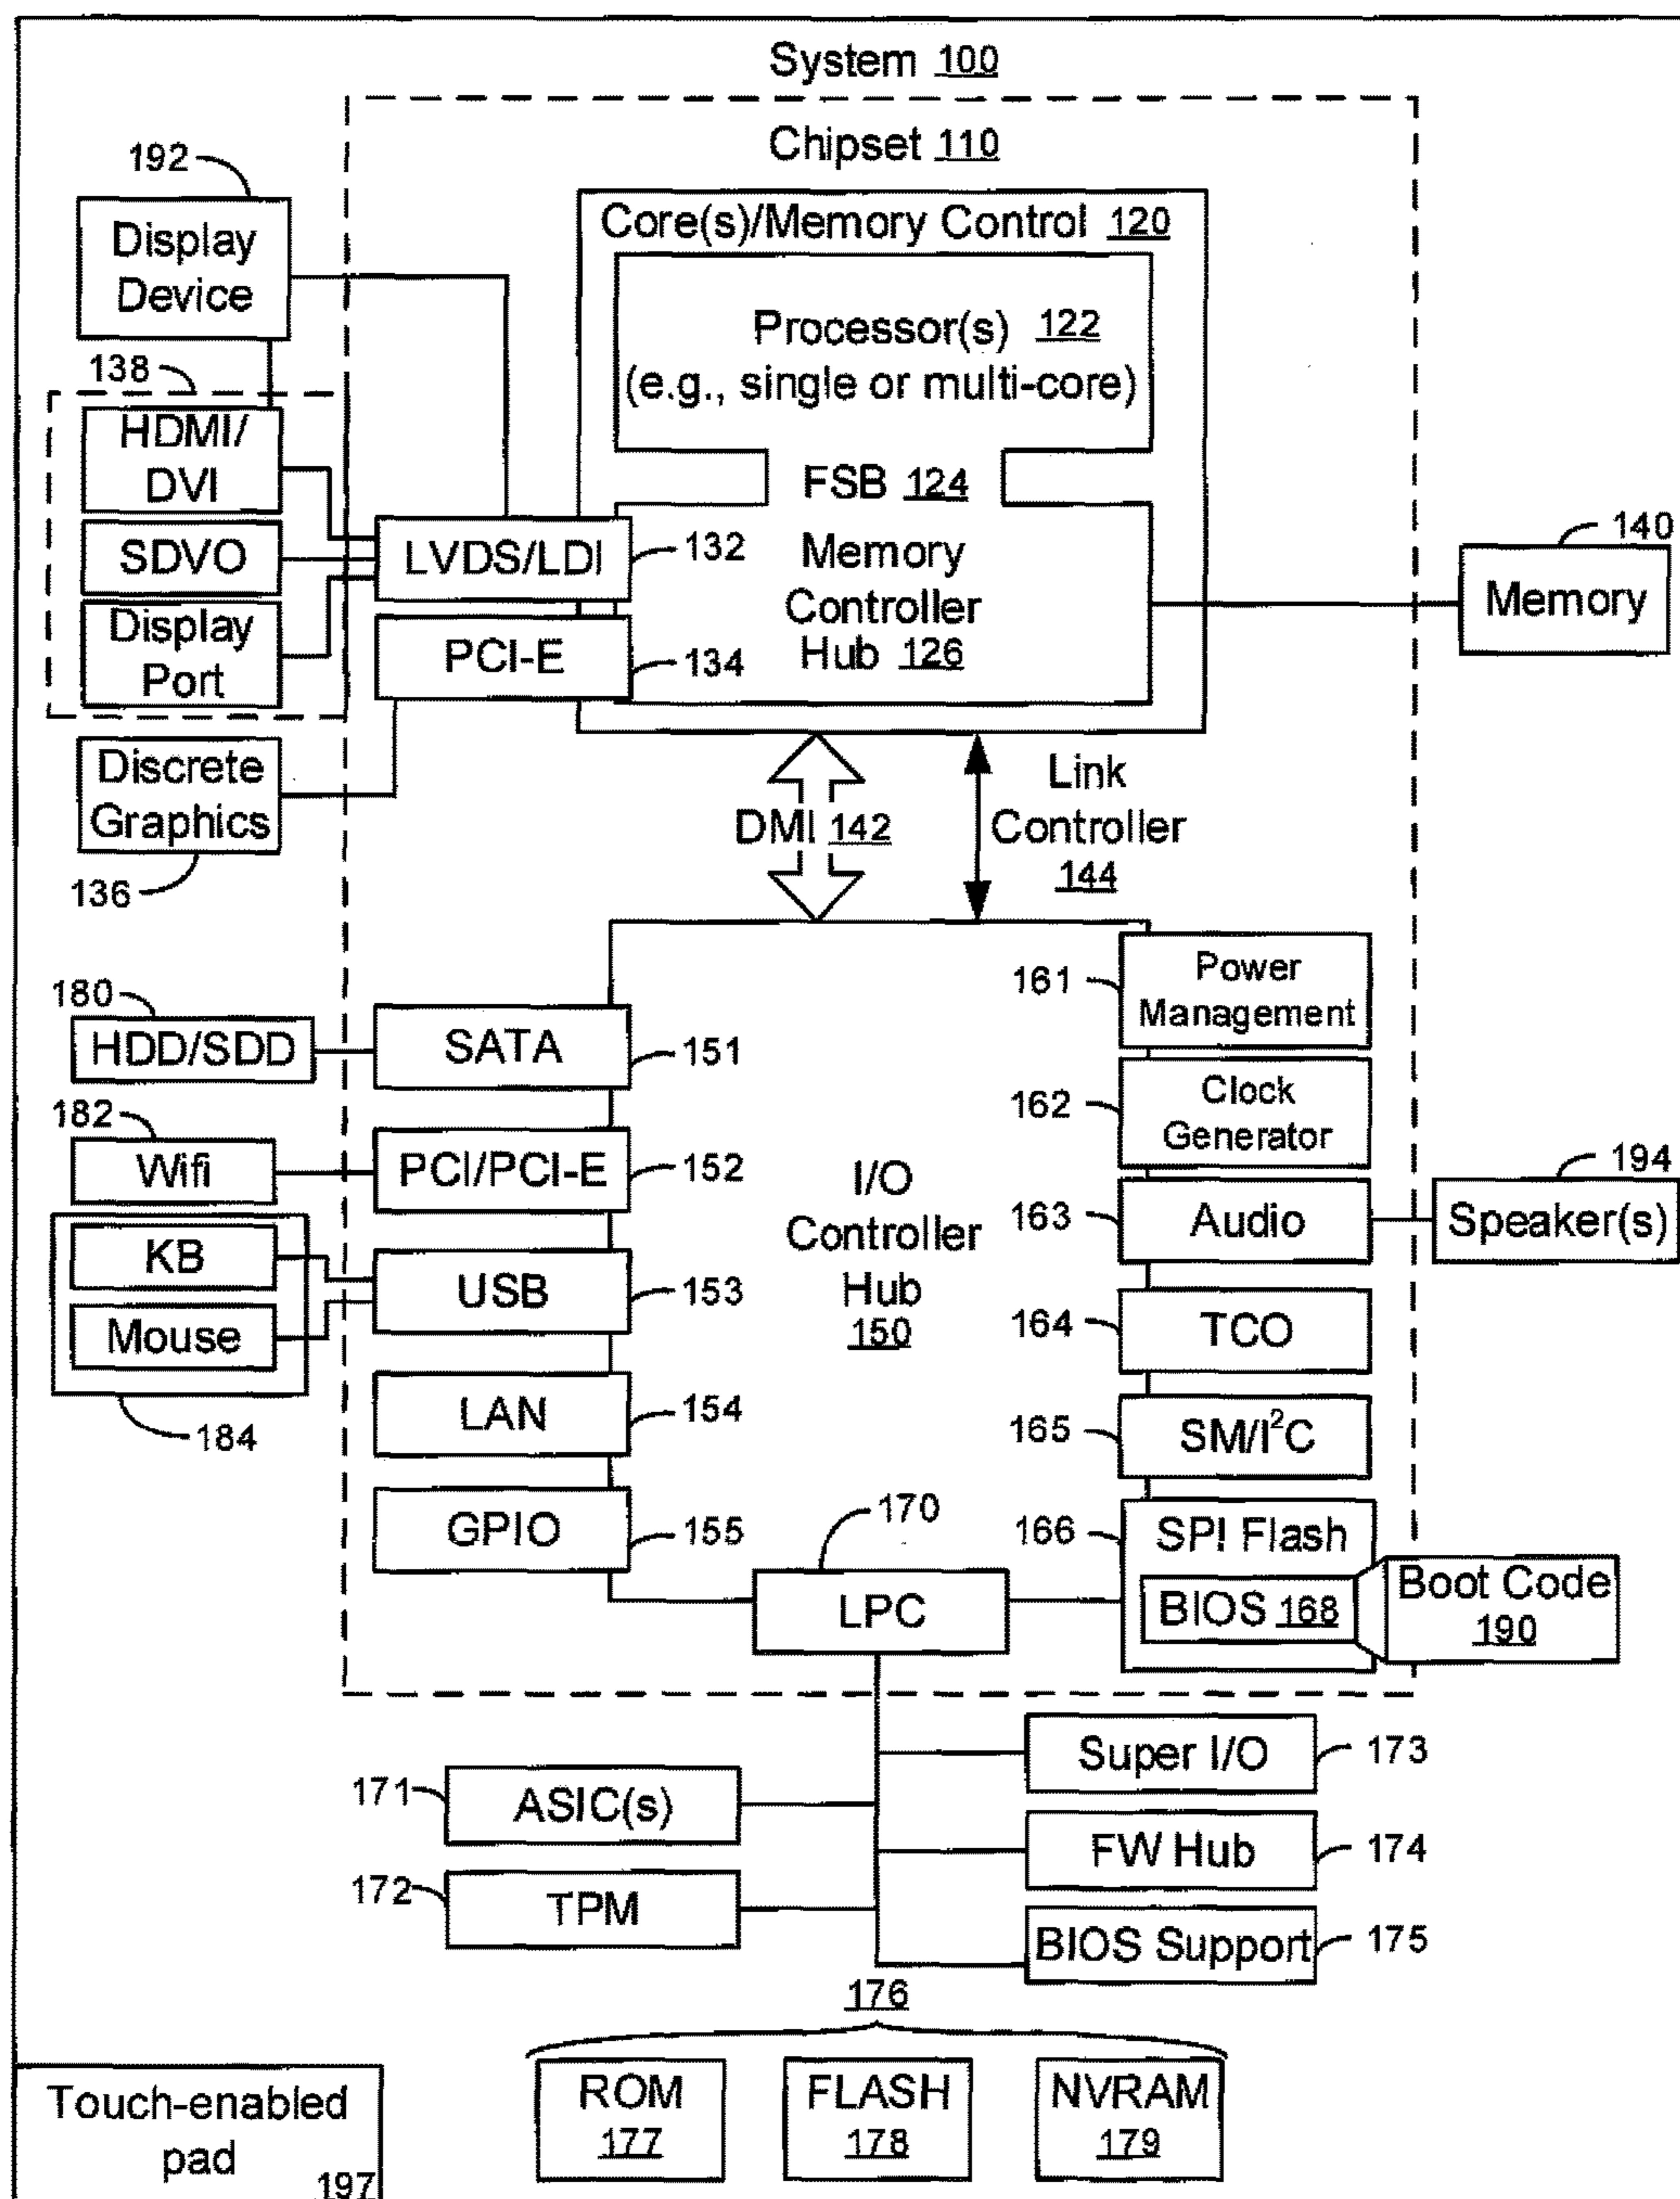 System 100
Chipset 110
192
Display
Device
Core(s)/Memory Control 120
Processor(s) 122
(e.g., single or multi-core)
138
HDMI/
DVI
SDVO
Display
Port
LVDS/LDI
132
PCI-E
134
FSB 124
Memory
Controller
Hub 126
140
Memory
Discrete
Graphics
136
DMI 142
Link
Controller
144
180
HDD/SDD
SATA
151
182
Wifi
PCI/PCI-E
152
KB
Mouse
184
USB
153
LAN
154
GPIO
155
I/O
Controller
Hub
150
161
Power
Management
162
Clock
Generator
163
Audio
194
Speaker(s)
164
TCO
165
SM/I²C
166
SPI Flash
BIOS 168
Boot Code
190
170
LPC
171
ASIC(s)
172
TPM
Super I/O
173
FW Hub
174
BIOS Support
175
176
ROM
177
FLASH
178
NVRAM
179
Touch-enabled
pad
197